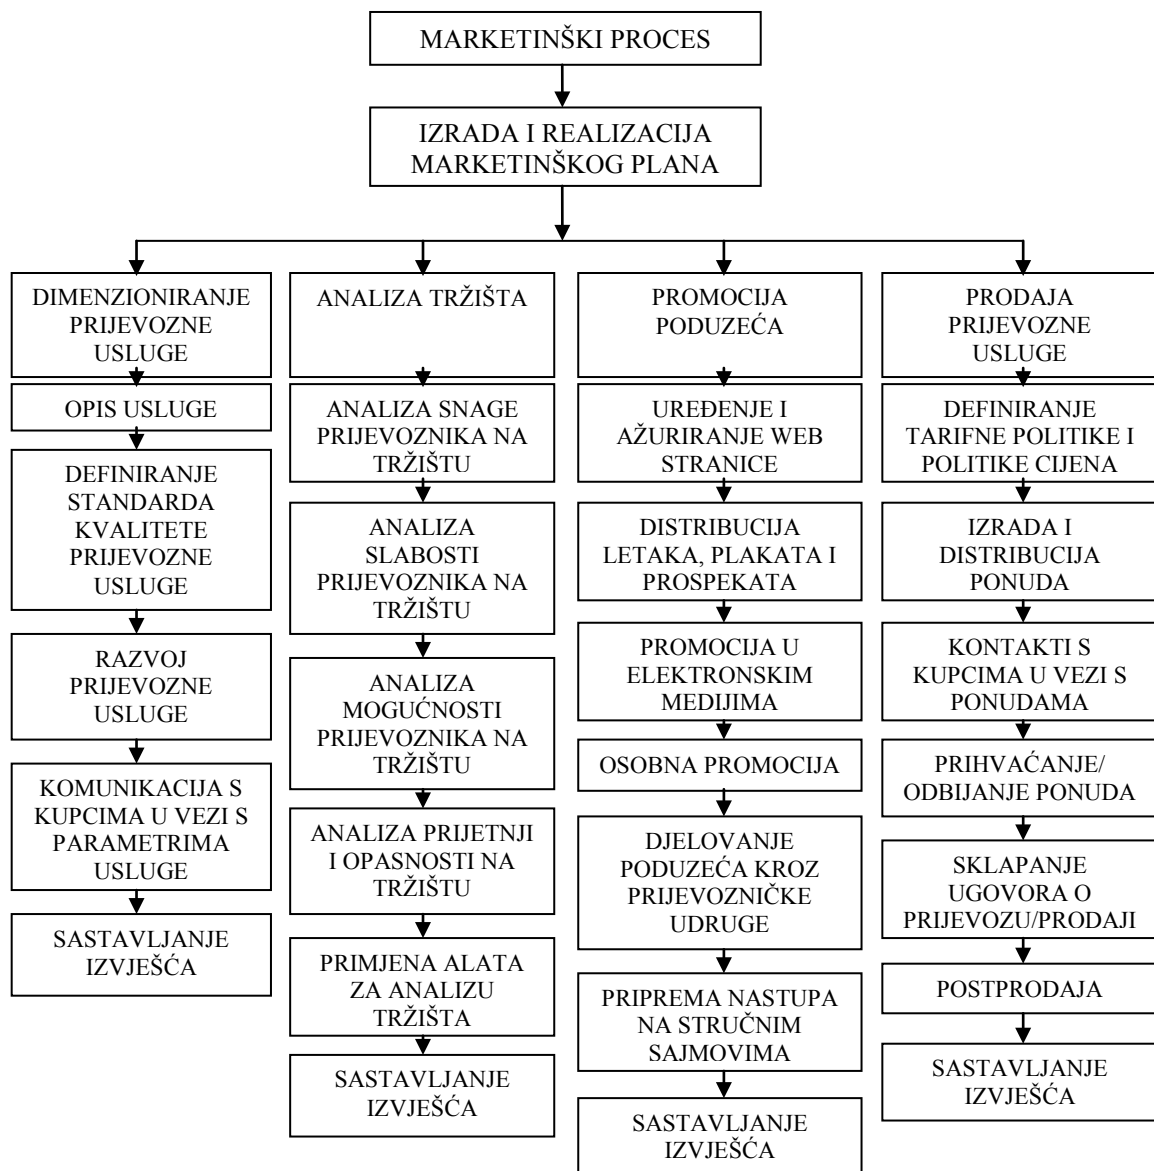 MARKETINŠKI PROCES
IZRADA I REALIZACIJA
MARKETINŠKOG PLANA
DIMENZIONIRANJE
PRIJEVOZNE
USLUGE
OPIS USLUGE
DEFINIRANJE
STANDARDA
KVALITETE
PRIJEVOZNE
USLUGE
RAZVOJ
PRIJEVOZNE
USLUGE
KOMUNIKACIJA S
KUPCIMA U VEZI S
PARAMETRIMA
USLUGE
SASTAVLJANJE
IZVJEŠĆA
ANALIZA TRŽIŠTA
ANALIZA SNAGE
PRIJEVOZNIKA NA
TRŽIŠTU
ANALIZA
SLABOSTI
PRIJEVOZNIKA NA
TRŽIŠTU
ANALIZA
MOGUĆNOSTI
PRIJEVOZNIKA NA
TRŽIŠTU
ANALIZA PRIJETNJI
I OPASNOSTI NA
TRŽIŠTU
PRIMJENA ALATA
ZA ANALIZU
TRŽIŠTA
SASTAVLJANJE
IZVJEŠĆA
PROMOCIJA
PODUZEĆA
UREĐENJE I
AŽURIRANJE WEB
STRANICE
DISTRIBUCIJA
LETAKA, PLAKATA I
PROSPEKATA
PROMOCIJA U
ELEKTRONSKIM
MEDIJIMA
OSOBNA PROMOCIJA
DJELOVANJE
PODUZEĆA KROZ
PRIJEVOZNIČKE
UDRUGE
PRIPREMA NASTUPA
NA STRUČNIM
SAJMOVIMA
SASTAVLJANJE
IZVJEŠĆA
PRODAJA
PRIJEVOZNE
USLUGE
DEFINIRANJE
TARIFNE POLITIKE I
POLITIKE CIJENA
IZRADA I
DISTRIBUCIJA
PONUDA
KONTAKTI S
KUPCIMA U VEZI S
PONUDAMA
PRIHVAĆANJE/
ODBIJANJE PONUDA
SKLAPANJE
UGOVORA O
PRIJEVOZU/PRODAJI
POSTPRODAJA
SASTAVLJANJE
IZVJEŠĆA